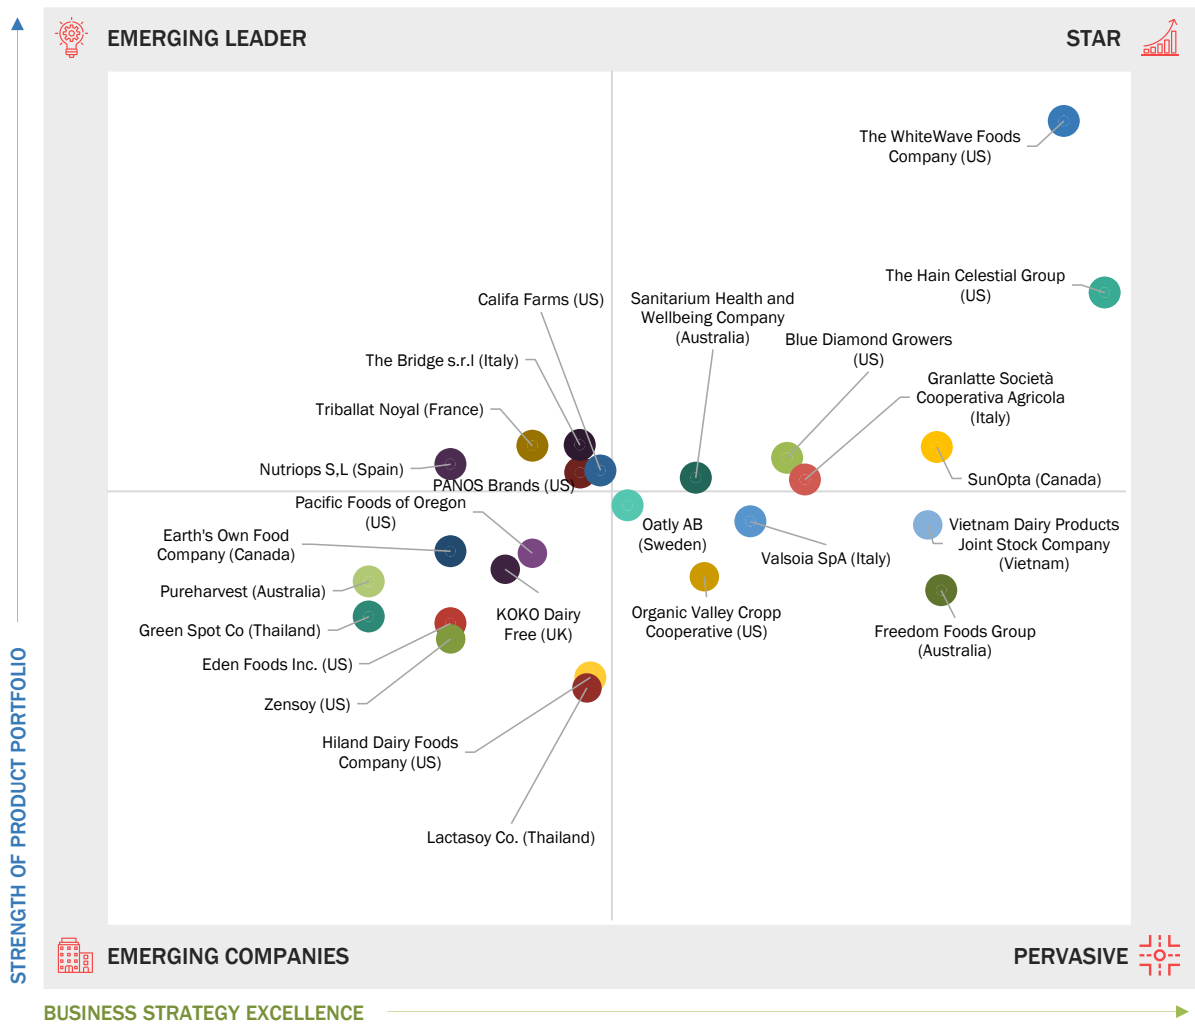 EMERGING LEADER
STAR
The WhiteWave Foods
Company (US)
The Hain Celestial Group
(US)
Califa Farms (US)
Sanitarium Health and
Wellbeing Company
(Australia)
Blue Diamond Growers
(US)
The Bridge s.r.l (Italy)
Granlatte Società
Cooperativa Agricola
(Italy)
Triballat Noyal (France)
Nutriops S,L (Spain)
PANOS Brands (US)
SunOpta (Canada)
Pacific Foods of Oregon
(US)
Earth's Own Food
Company (Canada)
Oatly AB
(Sweden)
Valsoia SpA (Italy)
Vietnam Dairy Products
Joint Stock Company
(Vietnam)
Pureharvest (Australia)
KOKO Dairy
Free (UK)
Organic Valley Cropp
Cooperative (US)
Green Spot Co (Thailand)
Freedom Foods Group
(Australia)
Eden Foods Inc. (US)
Zensoy (US)
Hiland Dairy Foods
Company (US)
Lactasoy Co. (Thailand)
STRENGTH OF PRODUCT PORTFOLIO
EMERGING COMPANIES
PERVASIVE
BUSINESS STRATEGY EXCELLENCE